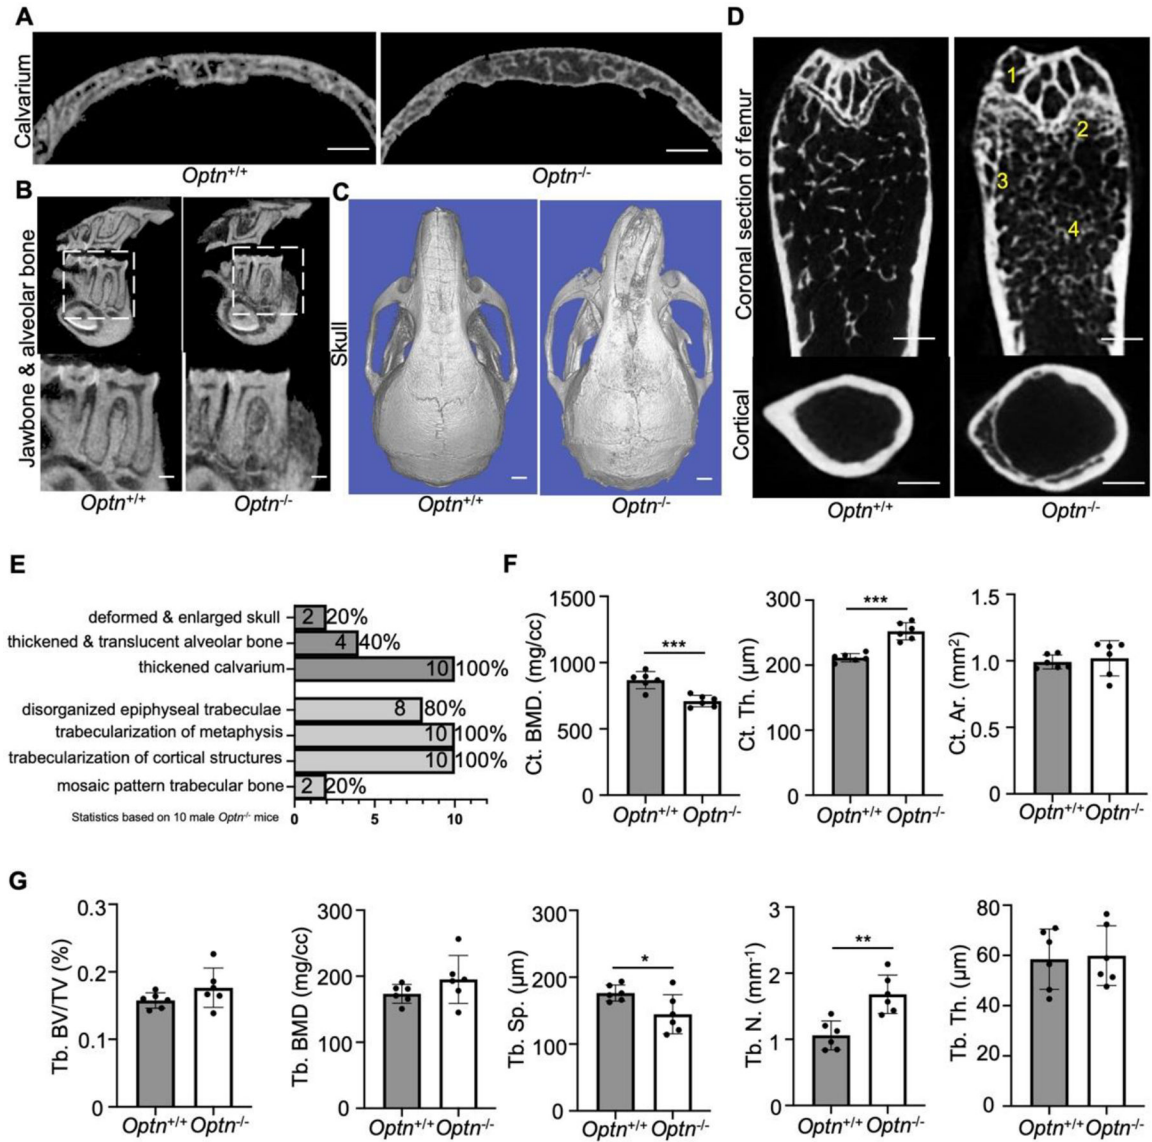 A
Calvarium
Optn+/+
Optn-/-
B
Jawbone & alveolar bone
Optn+/+
Optn-/-
C
Skull
Optn+/+
Optn-/-
D
Coronal section of femur
1
2
3
4
Cortical
Optn+/+
Optn-/-
E
deformed & enlarged skull 2 20%
thickened & translucent alveolar bone 4 40%
thickened calvarium 10 100%
disorganized epiphyseal trabeculae 8 80%
trabecularization of metaphysis 10 100%
trabecularization of cortical structures 10 100%
mosaic pattern trabecular bone 2 20%
0 5 10
Statistics based on 10 male Optn-/- mice
F
Ct. BMD. (mg/cc)
1500
1000
500
0
***
Optn+/+ Optn-/-
Ct. Th. (μm)
300
200
100
0
***
Optn+/+ Optn-/-
Ct. Ar. (mm2)
1.5
1.0
0.5
0
Optn+/+ Optn-/-
G
Tb. BV/TV (%)
0.3
0.2
0.1
0
Optn+/+ Optn-/-
Tb. BMD (mg/cc)
300
200
100
0
Optn+/+ Optn-/-
Tb. Sp. (μm)
300
200
100
0
*
Optn+/+ Optn-/-
Tb. N. (mm-1)
3
2
1
0
**
Optn+/+ Optn-/-
Tb. Th. (μm)
80
60
40
20
0
Optn+/+ Optn-/-